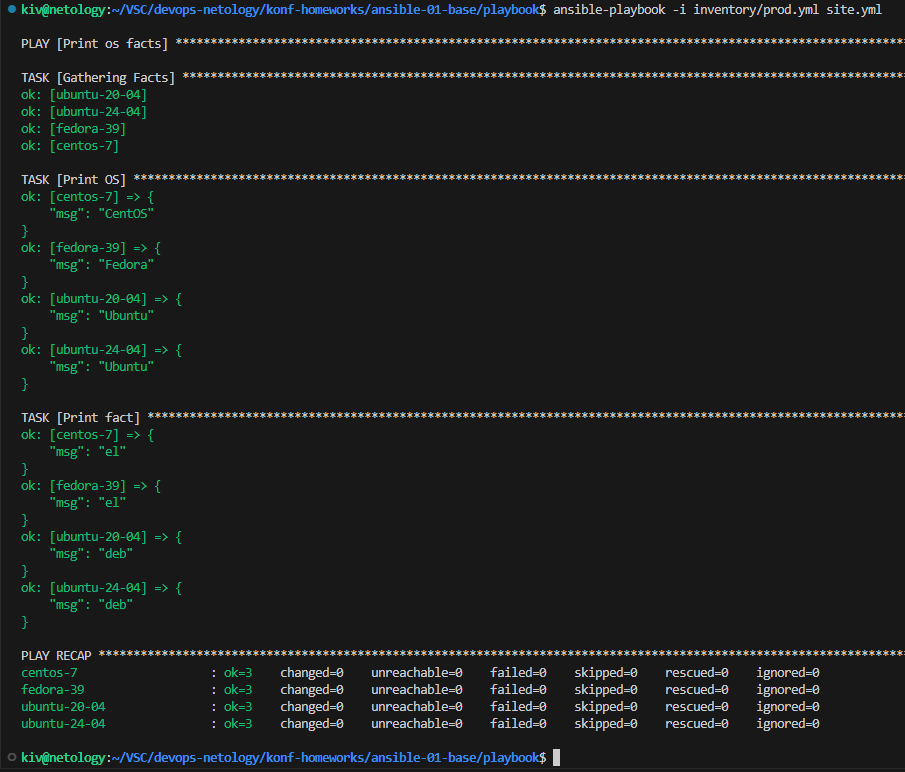 kiv@netology:~/VSC/devops-netology/konf-homeworks/ansible-01-base/playbook$ ansible-playbook -i inventory/prod.yml site.yml
PLAY [Print os facts] ********************************************************************************************************
TASK [Gathering Facts] *******************************************************************************************************
ok: [ubuntu-20-04]
ok: [ubuntu-24-04]
ok: [fedora-39]
ok: [centos-7]
TASK [Print OS] **************************************************************************************************************
ok: [centos-7] => {
    "msg": "CentOS"
}
ok: [fedora-39] => {
    "msg": "Fedora"
}
ok: [ubuntu-20-04] => {
    "msg": "Ubuntu"
}
ok: [ubuntu-24-04] => {
    "msg": "Ubuntu"
}
TASK [Print fact] ************************************************************************************************************
ok: [centos-7] => {
    "msg": "el"
}
ok: [fedora-39] => {
    "msg": "el"
}
ok: [ubuntu-20-04] => {
    "msg": "deb"
}
ok: [ubuntu-24-04] => {
    "msg": "deb"
}
PLAY RECAP *******************************************************************************************************************
centos-7                   : ok=3    changed=0    unreachable=0    failed=0    skipped=0    rescued=0    ignored=0
fedora-39                  : ok=3    changed=0    unreachable=0    failed=0    skipped=0    rescued=0    ignored=0
ubuntu-20-04               : ok=3    changed=0    unreachable=0    failed=0    skipped=0    rescued=0    ignored=0
ubuntu-24-04               : ok=3    changed=0    unreachable=0    failed=0    skipped=0    rescued=0    ignored=0
kiv@netology:~/VSC/devops-netology/konf-homeworks/ansible-01-base/playbook$